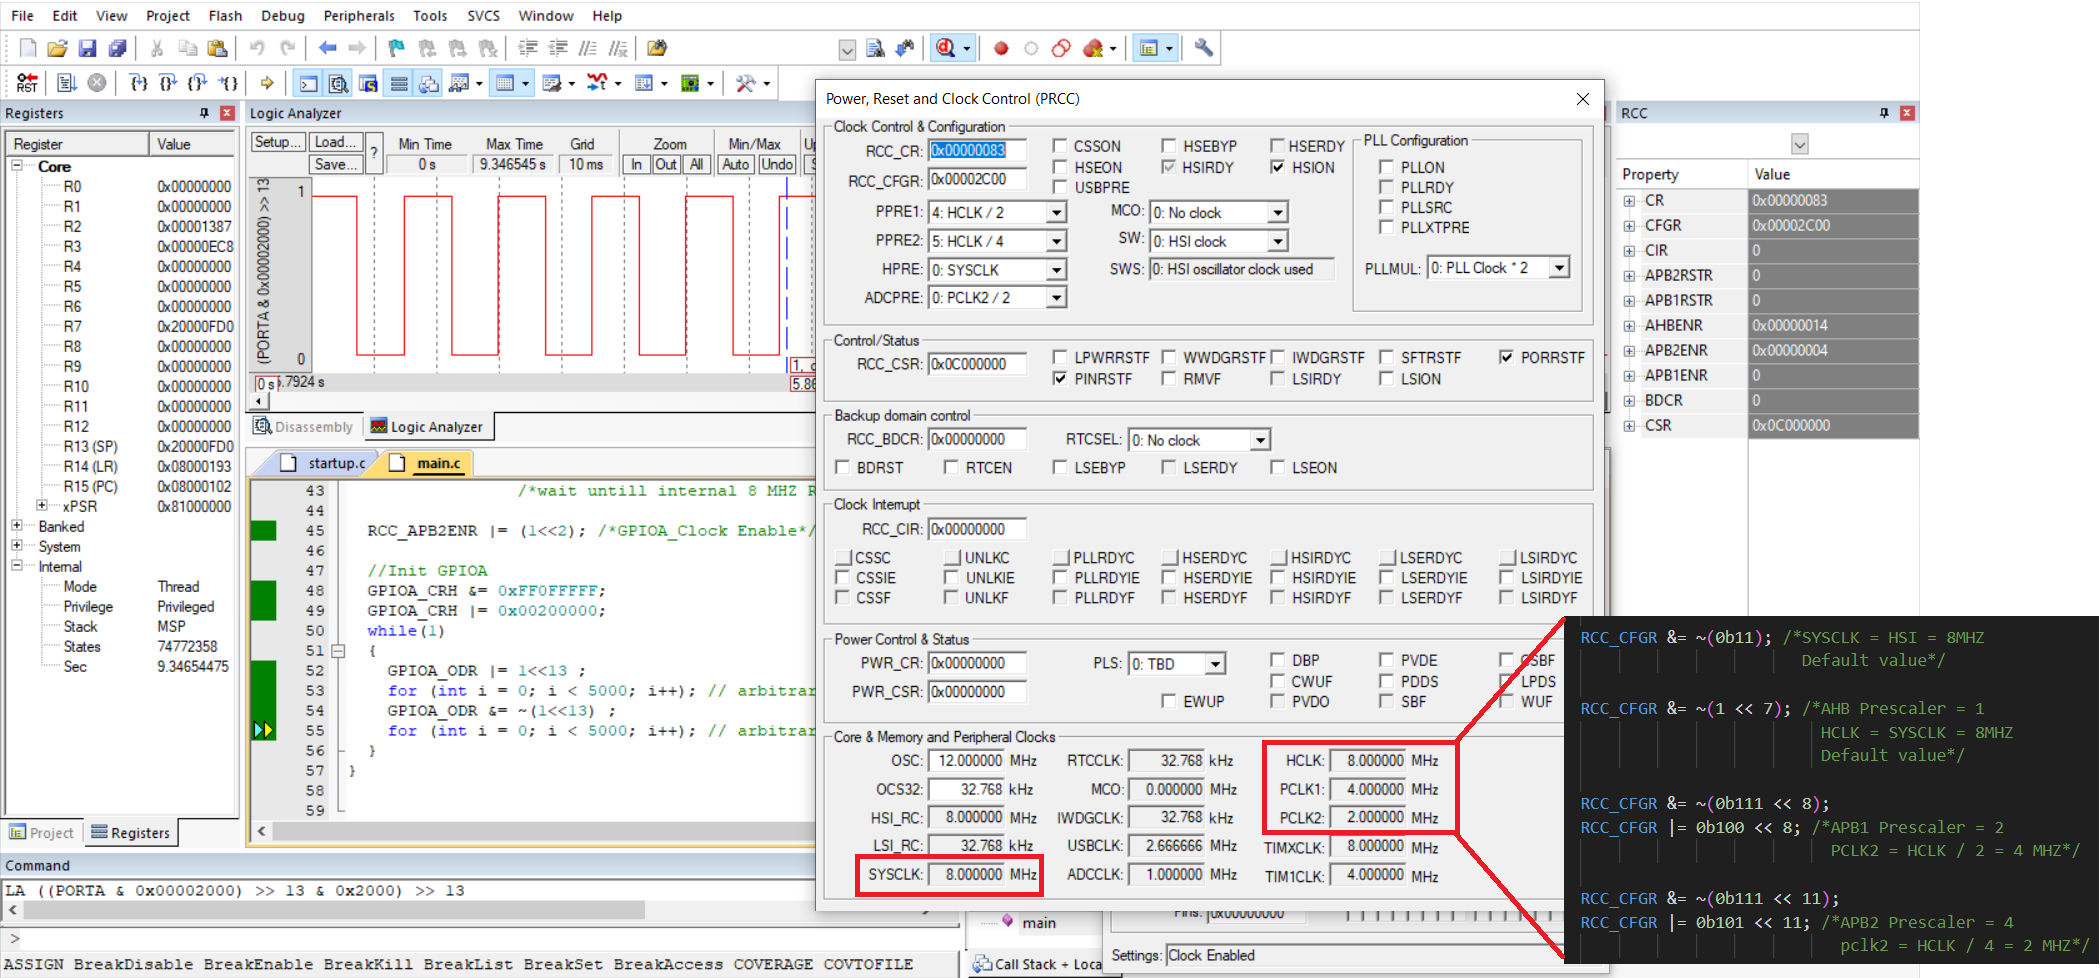 File Edit View Project Flash Debug Peripherals Tools SVCS Window Help
RST
Registers
Register Value
Core
R0 0x00000000
R1 0x00000000
R2 0x00001387
R3 0x00000EC8
R4 0x00000000
R5 0x00000000
R6 0x00000000
R7 0x20000FD0
R8 0x00000000
R9 0x00000000
R10 0x00000000
R11 0x00000000
R12 0x00000000
R13 (SP) 0x20000FD0
R14 (LR) 0x08000193
R15 (PC) 0x08000102
xPSR 0x81000000
Banked
System
Internal
Mode Thread
Privilege Privileged
Stack MSP
States 74772358
Sec 9.34654475
Project Registers
Logic Analyzer
Setup... Load... ? Min Time Max Time Grid Zoom Min/Max
Save... 0 s 9.346545 s 10 ms In Out All Auto Undo
(PORTA & 0x00002000) >> 13
1
0
0 s
Disassembly Logic Analyzer
startup.c main.c
43 /*wait untill internal 8 MHZ R
44
45 RCC_APB2ENR |= (1<<2); /*GPIOA_Clock Enable*/
46
47 //Init GPIOA
48 GPIOA_CRH &= 0xFF0FFFFF;
49 GPIOA_CRH |= 0x00200000;
50 while(1)
51 {
52 GPIOA_ODR |= 1<<13 ;
53 for (int i = 0; i < 5000; i++); // arbitrar
54 GPIOA_ODR &= ~(1<<13) ;
55 for (int i = 0; i < 5000; i++); // arbitrar
56 }
57 }
58
59
Command
LA ((PORTA & 0x00002000) >> 13 & 0x2000) >> 13
>
ASSIGN BreakDisable BreakEnable BreakKill BreakList BreakSet BreakAccess COVERAGE COVTOFILE
main
Call Stack + Loca
Settings: Clock Enabled
Power, Reset and Clock Control (PRCC)
Clock Control & Configuration
RCC_CR: 0x00000083 CSSON HSEBYP HSERDY
HSEON HSIRDY HSION
RCC_CFGR: 0x00002C00 USBPRE
PPRE1: 4: HCLK / 2 MCO: 0: No clock
PPRE2: 5: HCLK / 4 SW: 0: HSI clock
HPRE: 0: SYSCLK SWS: 0: HSI oscillator clock used
ADCPRE: 0: PCLK2 / 2
PLL Configuration
PLLON
PLLRDY
PLLSRC
PLLXTPRE
PLLMUL: 0: PLL Clock * 2
Control/Status
RCC_CSR: 0x0C000000 LPWRRSTF WWDGRSTF IWDGRSTF SFTRSTF PORRSTF
PINRSTF RMVF LSIRDY LSION
Backup domain control
RCC_BDCR: 0x00000000 RTCSEL: 0: No clock
BDRST RTCEN LSEBYP LSERDY LSEON
Clock Interrupt
RCC_CIR: 0x00000000
CSSC UNLKC PLLRDYC HSERDYC HSIRDYC LSERDYC LSIRDYC
CSSIE UNLKIE PLLRDYIE HSERDYIE HSIRDYIE LSERDYIE LSIRDYIE
CSSF UNLKF PLLRDYF HSERDYF HSIRDYF LSERDYF LSIRDYF
Power Control & Status
PWR_CR: 0x00000000 PLS: 0: TBD DBP PVDE CSBF
CWUF PDDS LPDS
PWR_CSR: 0x00000000 EWUP PVDO SBF WUF
Core & Memory and Peripheral Clocks
OSC: 12.000000 MHz RTCCLK: 32.768 kHz HCLK: 8.000000 MHz
OCS32: 32.768 kHz MCO: 0.000000 MHz PCLK1: 4.000000 MHz
HSI_RC: 8.000000 MHz IWDGCLK: 32.768 kHz PCLK2: 2.000000 MHz
LSI_RC: 32.768 kHz USBCLK: 2.666666 MHz TIMXCLK: 8.000000 MHz
SYSCLK: 8.000000 MHz ADCCLK: 1.000000 MHz TIM1CLK: 4.000000 MHz
RCC
Property Value
CR 0x00000083
CFGR 0x00002C00
CIR 0
APB2RSTR 0
APB1RSTR 0
AHBENR 0x00000014
APB2ENR 0x00000004
APB1ENR 0
BDCR 0
CSR 0x0C000000
RCC_CFGR &= ~(0b11); /*SYSCLK = HSI = 8MHZ
Default value*/
RCC_CFGR &= ~(1 << 7); /*AHB Prescaler = 1
HCLK = SYSCLK = 8MHZ
Default value*/
RCC_CFGR &= ~(0b111 << 8);
RCC_CFGR |= 0b100 << 8; /*APB1 Prescaler = 2
PCLK2 = HCLK / 2 = 4 MHZ*/
RCC_CFGR &= ~(0b111 << 11);
RCC_CFGR |= 0b101 << 11; /*APB2 Prescaler = 4
pclk2 = HCLK / 4 = 2 MHZ*/